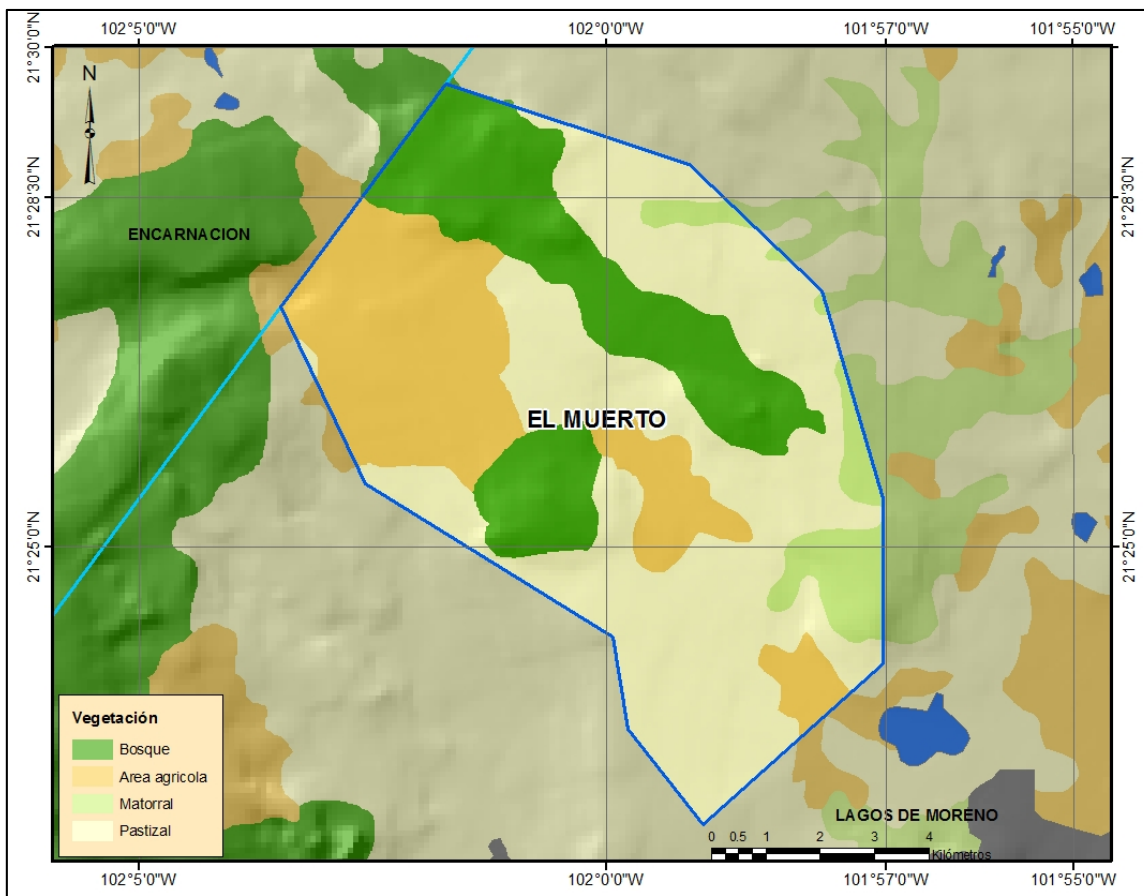 102°5'0"W 102°0'0"W 101°57'0"W 101°55'0"W
21°30'0"N
21°30'0"N
N
21°28'30"N
21°28'30"N
ENCARNACION
EL MUERTO
21°25'0"N
21°25'0"N
Vegetación
Bosque
Area agricola
Matorral
Pastizal
LAGOS DE MORENO
0 0.5 1 2 3 4
Kilómetros
102°5'0"W 102°0'0"W 101°57'0"W 101°55'0"W